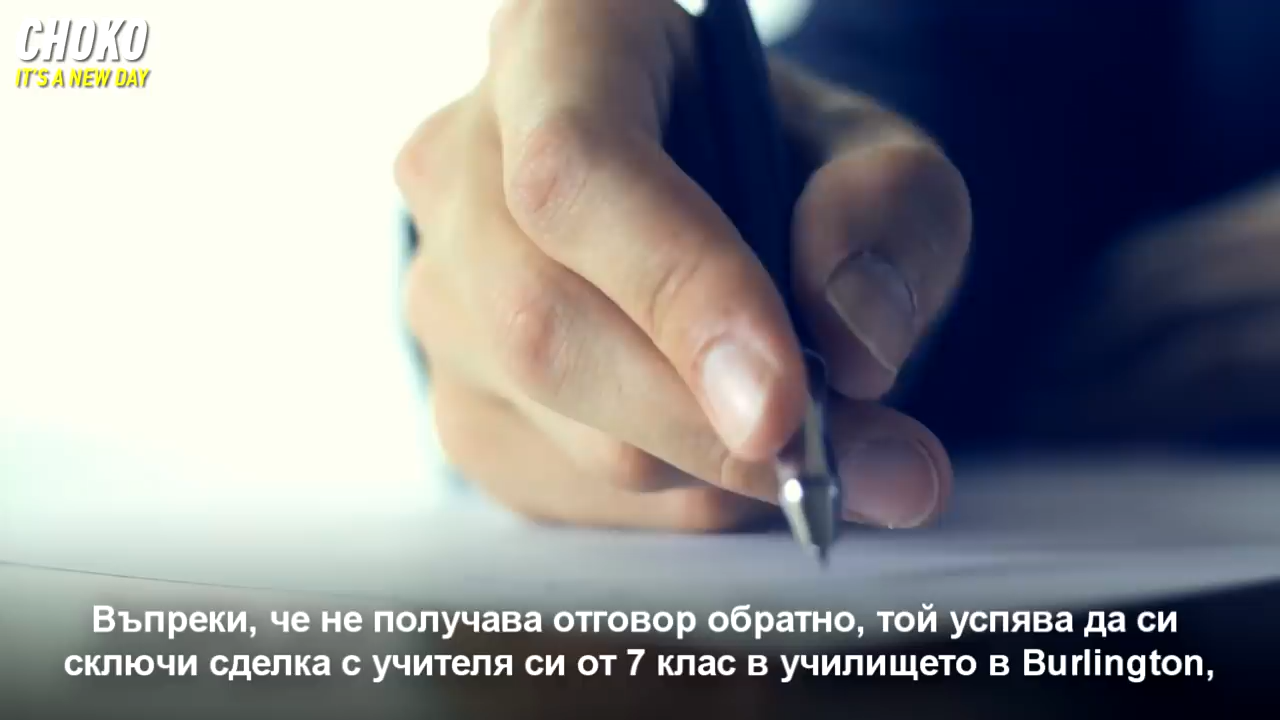 CHOKO
IT'S A NEW DAY
Въпреки, че не получава отговор обратно, той успява да си
сключи сделка с учителя си от 7 клас в училището в Burlington,